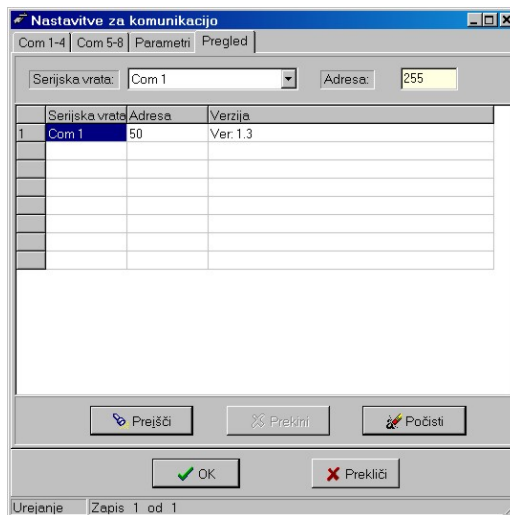 Nastavitve za komunikacijo
Com 1-4 Com 5-8 Parametri Pregled
Serijska vrata: Com 1 Adresa: 255
Serijska vrata Adresa Verzija
1 Com 1 50 Ver: 1.3
Preišči Prekini Počisti
OK Prekliči
Urejanje Zapis 1 od 1